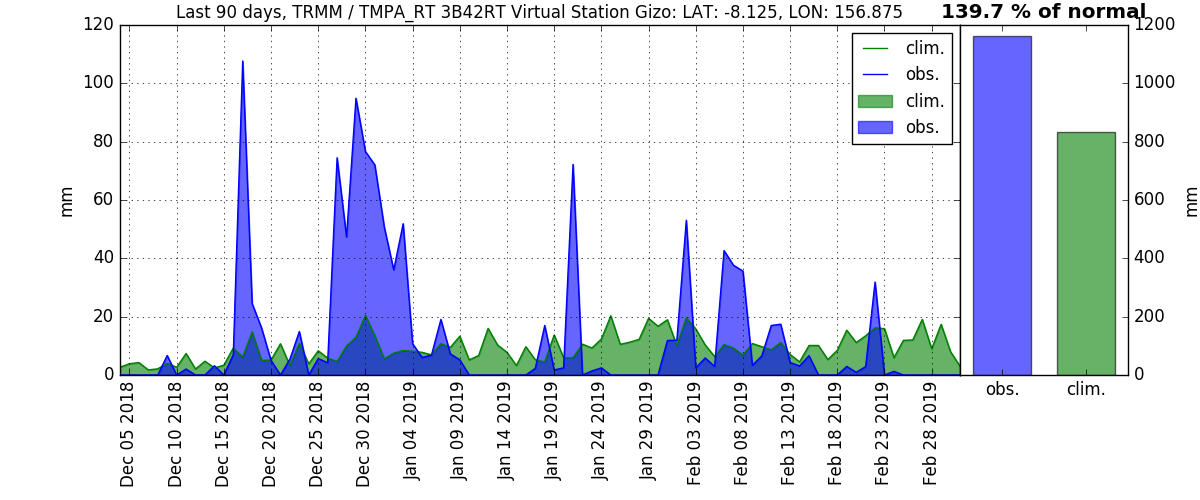 Last 90 days, TRMM / TMPA_RT 3B42RT Virtual Station Gizo: LAT: -8.125, LON: 156.875
139.7 % of normal
120
100
80
60
40
20
0
mm
clim.
obs.
clim.
obs.
1200
1000
800
600
400
200
0
mm
Dec 05 2018
Dec 10 2018
Dec 15 2018
Dec 20 2018
Dec 25 2018
Dec 30 2018
Jan 04 2019
Jan 09 2019
Jan 14 2019
Jan 19 2019
Jan 24 2019
Jan 29 2019
Feb 03 2019
Feb 08 2019
Feb 13 2019
Feb 18 2019
Feb 23 2019
Feb 28 2019
obs.
clim.